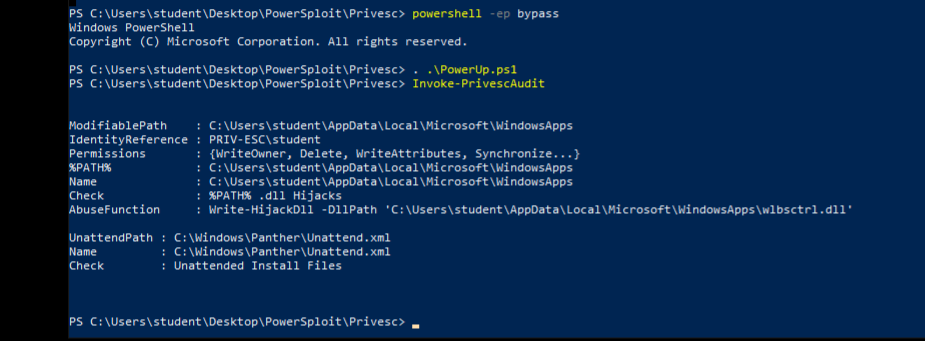 PS C:\Users\student\Desktop\PowerSploit\Privesc> powershell -ep bypass
Windows PowerShell
Copyright (C) Microsoft Corporation. All rights reserved.
PS C:\Users\student\Desktop\PowerSploit\Privesc> . .\PowerUp.ps1
PS C:\Users\student\Desktop\PowerSploit\Privesc> Invoke-PrivescAudit
ModifiablePath    : C:\Users\student\AppData\Local\Microsoft\WindowsApps
IdentityReference : PRIV-ESC\student
Permissions       : {WriteOwner, Delete, WriteAttributes, Synchronize...}
%PATH%            : C:\Users\student\AppData\Local\Microsoft\WindowsApps
Name              : C:\Users\student\AppData\Local\Microsoft\WindowsApps
Check             : %PATH% .dll Hijacks
AbuseFunction     : Write-HijackDll -DllPath 'C:\Users\student\AppData\Local\Microsoft\WindowsApps\wlbsctrl.dll'
UnattendPath : C:\Windows\Panther\Unattend.xml
Name         : C:\Windows\Panther\Unattend.xml
Check        : Unattended Install Files
PS C:\Users\student\Desktop\PowerSploit\Privesc>